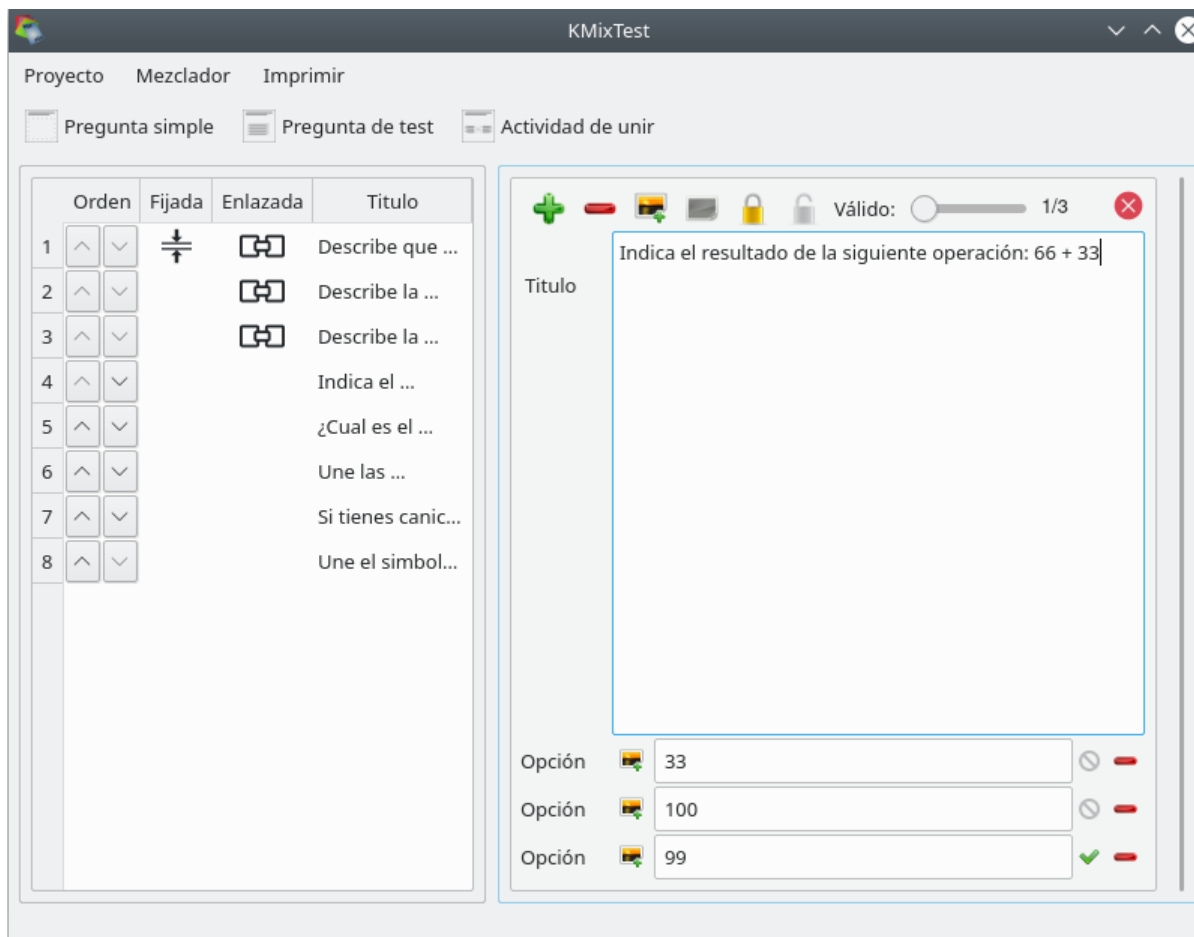 KMixTest
Proyecto Mezclador Imprimir
Pregunta simple Pregunta de test Actividad de unir
Orden Fijada Enlazada Titulo
1 Describe que ...
2 Describe la ...
3 Describe la ...
4 Indica el ...
5 ¿Cual es el ...
6 Une las ...
7 Si tienes canic...
8 Une el simbol...
Válido: 1/3
Titulo
Indica el resultado de la siguiente operación: 66 + 33
Opción 33
Opción 100
Opción 99